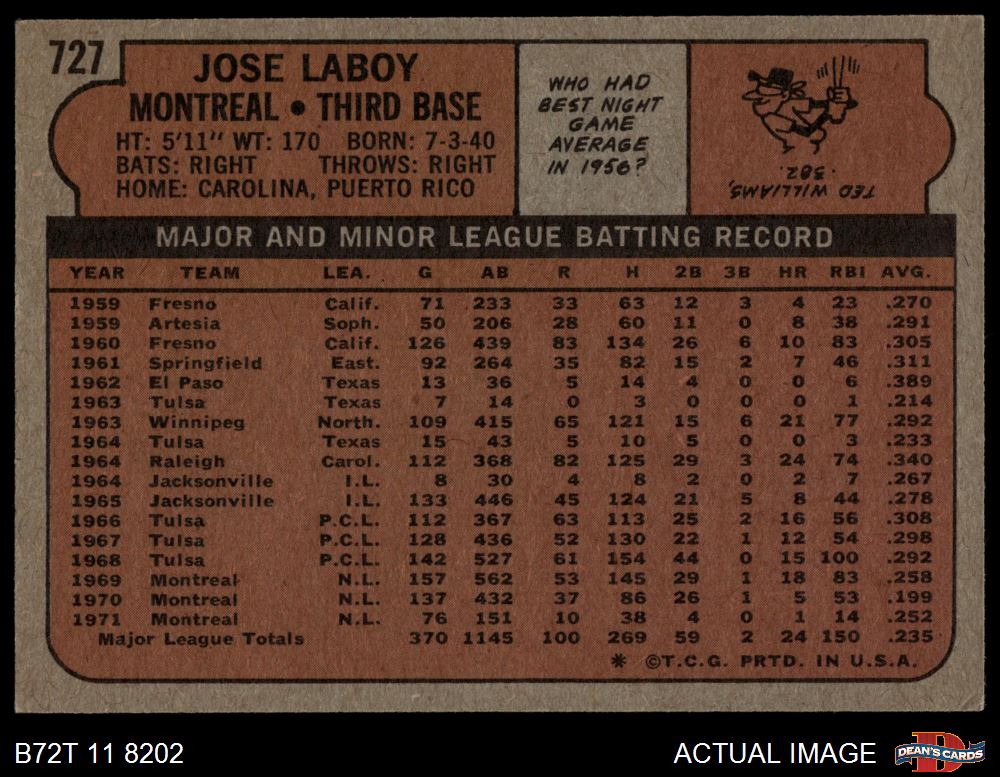 727
JOSE LABOY
MONTREAL • THIRD BASE
HT: 5'11" WT: 170 BORN: 7-3-40
BATS: RIGHT THROWS: RIGHT
HOME: CAROLINA, PUERTO RICO
WHO HAD
BEST NIGHT
GAME
AVERAGE
IN 1956?
TED WILLIAMS,
.382.
MAJOR AND MINOR LEAGUE BATTING RECORD
YEAR TEAM LEA. G AB R H 2B 3B HR RBI AVG.
1959 Fresno Calif. 71 233 33 63 12 3 4 23 .270
1959 Artesia Soph. 50 206 28 60 11 0 8 38 .291
1960 Fresno Calif. 126 439 83 134 26 6 10 83 .305
1961 Springfield East. 92 264 35 82 15 2 7 46 .311
1962 El Paso Texas 13 36 5 14 4 0 0 6 .389
1963 Tulsa Texas 7 14 0 3 0 0 0 1 .214
1963 Winnipeg North. 109 415 65 121 15 6 21 77 .292
1964 Tulsa Texas 15 43 5 10 5 0 0 3 .233
1964 Raleigh Carol. 112 368 82 125 29 3 24 74 .340
1964 Jacksonville I.L. 8 30 4 8 2 0 2 7 .267
1965 Jacksonville I.L. 133 446 45 124 21 5 8 44 .278
1966 Tulsa P.C.L. 112 367 63 113 25 2 16 56 .308
1967 Tulsa P.C.L. 128 436 52 130 22 1 12 54 .298
1968 Tulsa P.C.L. 142 527 61 154 44 0 15 100 .292
1969 Montreal N.L. 157 562 53 145 29 1 18 83 .258
1970 Montreal N.L. 137 432 37 86 26 1 5 53 .199
1971 Montreal N.L. 76 151 10 38 4 0 1 14 .252
Major League Totals 370 1145 100 269 59 2 24 150 .235
* ©T.C.G. PRTD. IN U.S.A.
B72T 11 8202
ACTUAL IMAGE
DEAN'S CARDS